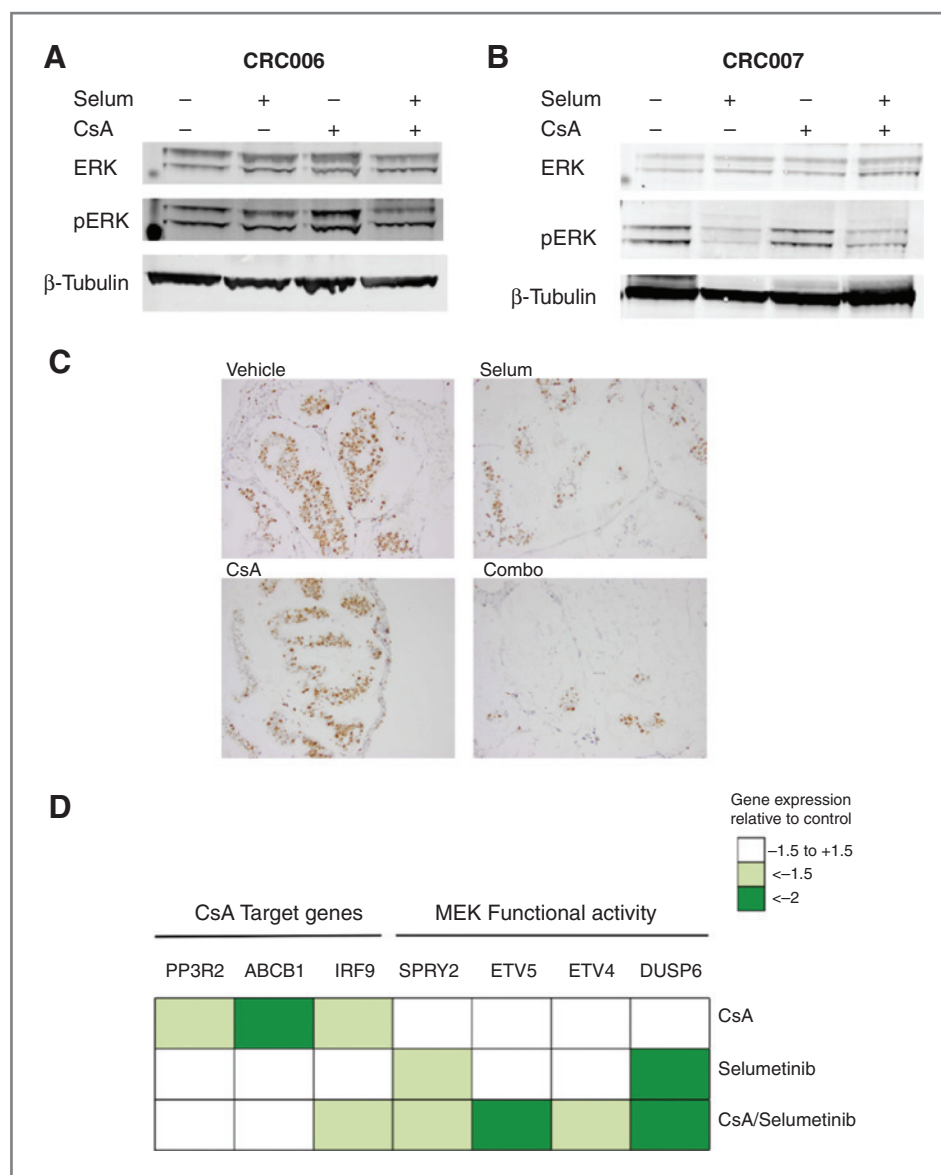 A
CRC006
Selum – + – +
CsA – – + +
ERK
pERK
β-Tubulin
B
CRC007
Selum – + – +
CsA – – + +
ERK
pERK
β-Tubulin
C
Vehicle
Selum
CsA
Combo
D
Gene expression
relative to control
–1.5 to +1.5
<–1.5
<–2
CsA Target genes MEK Functional activity
PP3R2 ABCB1 IRF9 SPRY2 ETV5 ETV4 DUSP6
CsA
Selumetinib
CsA/Selumetinib